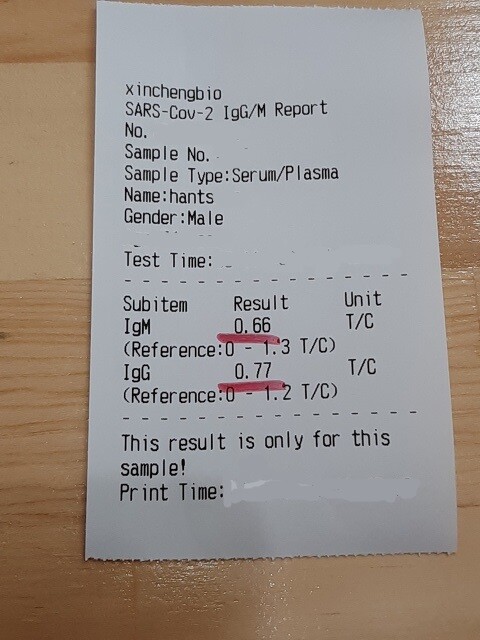 xinchengbio
SARS-Cov-2 IgG/M Report
No.
Sample No.
Sample Type:Serum/Plasma
Name:hants
Gender:Male
Test Time:
Subitem Result Unit
IgM 0.66 T/C
(Reference:0 - 1.3 T/C)
IgG 0.77 T/C
(Reference:0 - 1.2 T/C)
This result is only for this
sample!
Print Time: